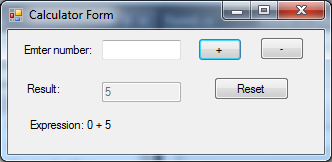 Calculator Form
Emter number: + -
Result: 5 Reset
Expression: 0 + 5